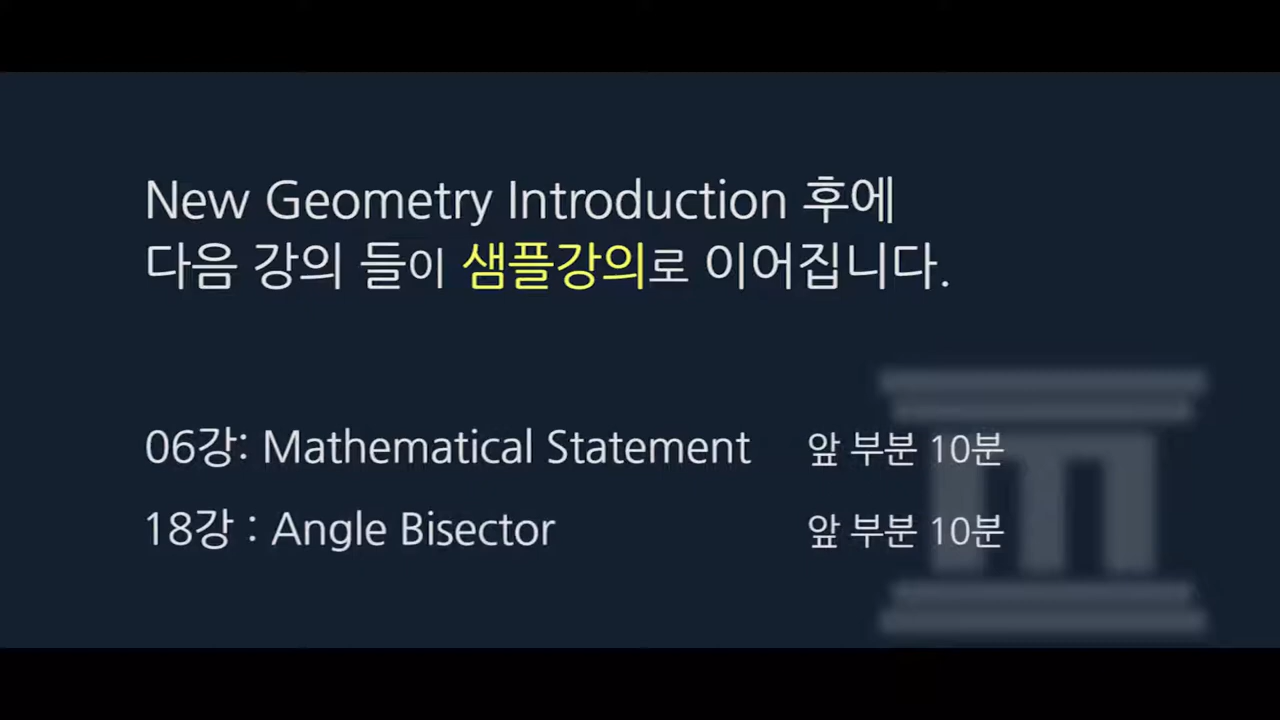 New Geometry Introduction 후에
다음 강의 들이 샘플강의로 이어집니다.
06강: Mathematical Statement 앞 부분 10분
18강 : Angle Bisector 앞 부분 10분